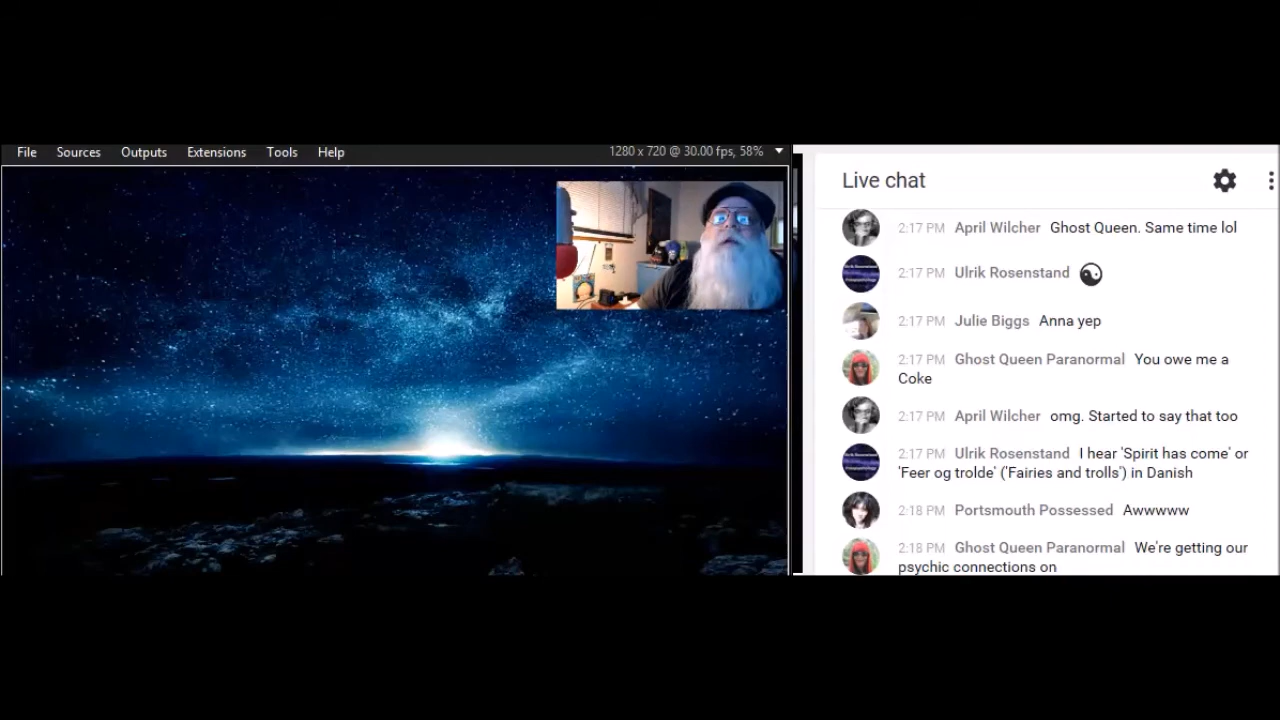 File Sources Outputs Extensions Tools Help 1280 x 720 @ 30.00 fps, 58%
Live chat
2:17 PM April Wilcher Ghost Queen. Same time lol
2:17 PM Ulrik Rosenstand ☯
2:17 PM Julie Biggs Anna yep
2:17 PM Ghost Queen Paranormal You owe me a
Coke
2:17 PM April Wilcher omg. Started to say that too
2:17 PM Ulrik Rosenstand I hear 'Spirit has come' or
'Feer og trolde' ('Fairies and trolls') in Danish
2:18 PM Portsmouth Possessed Awwwww
2:18 PM Ghost Queen Paranormal We're getting our
psychic connections on